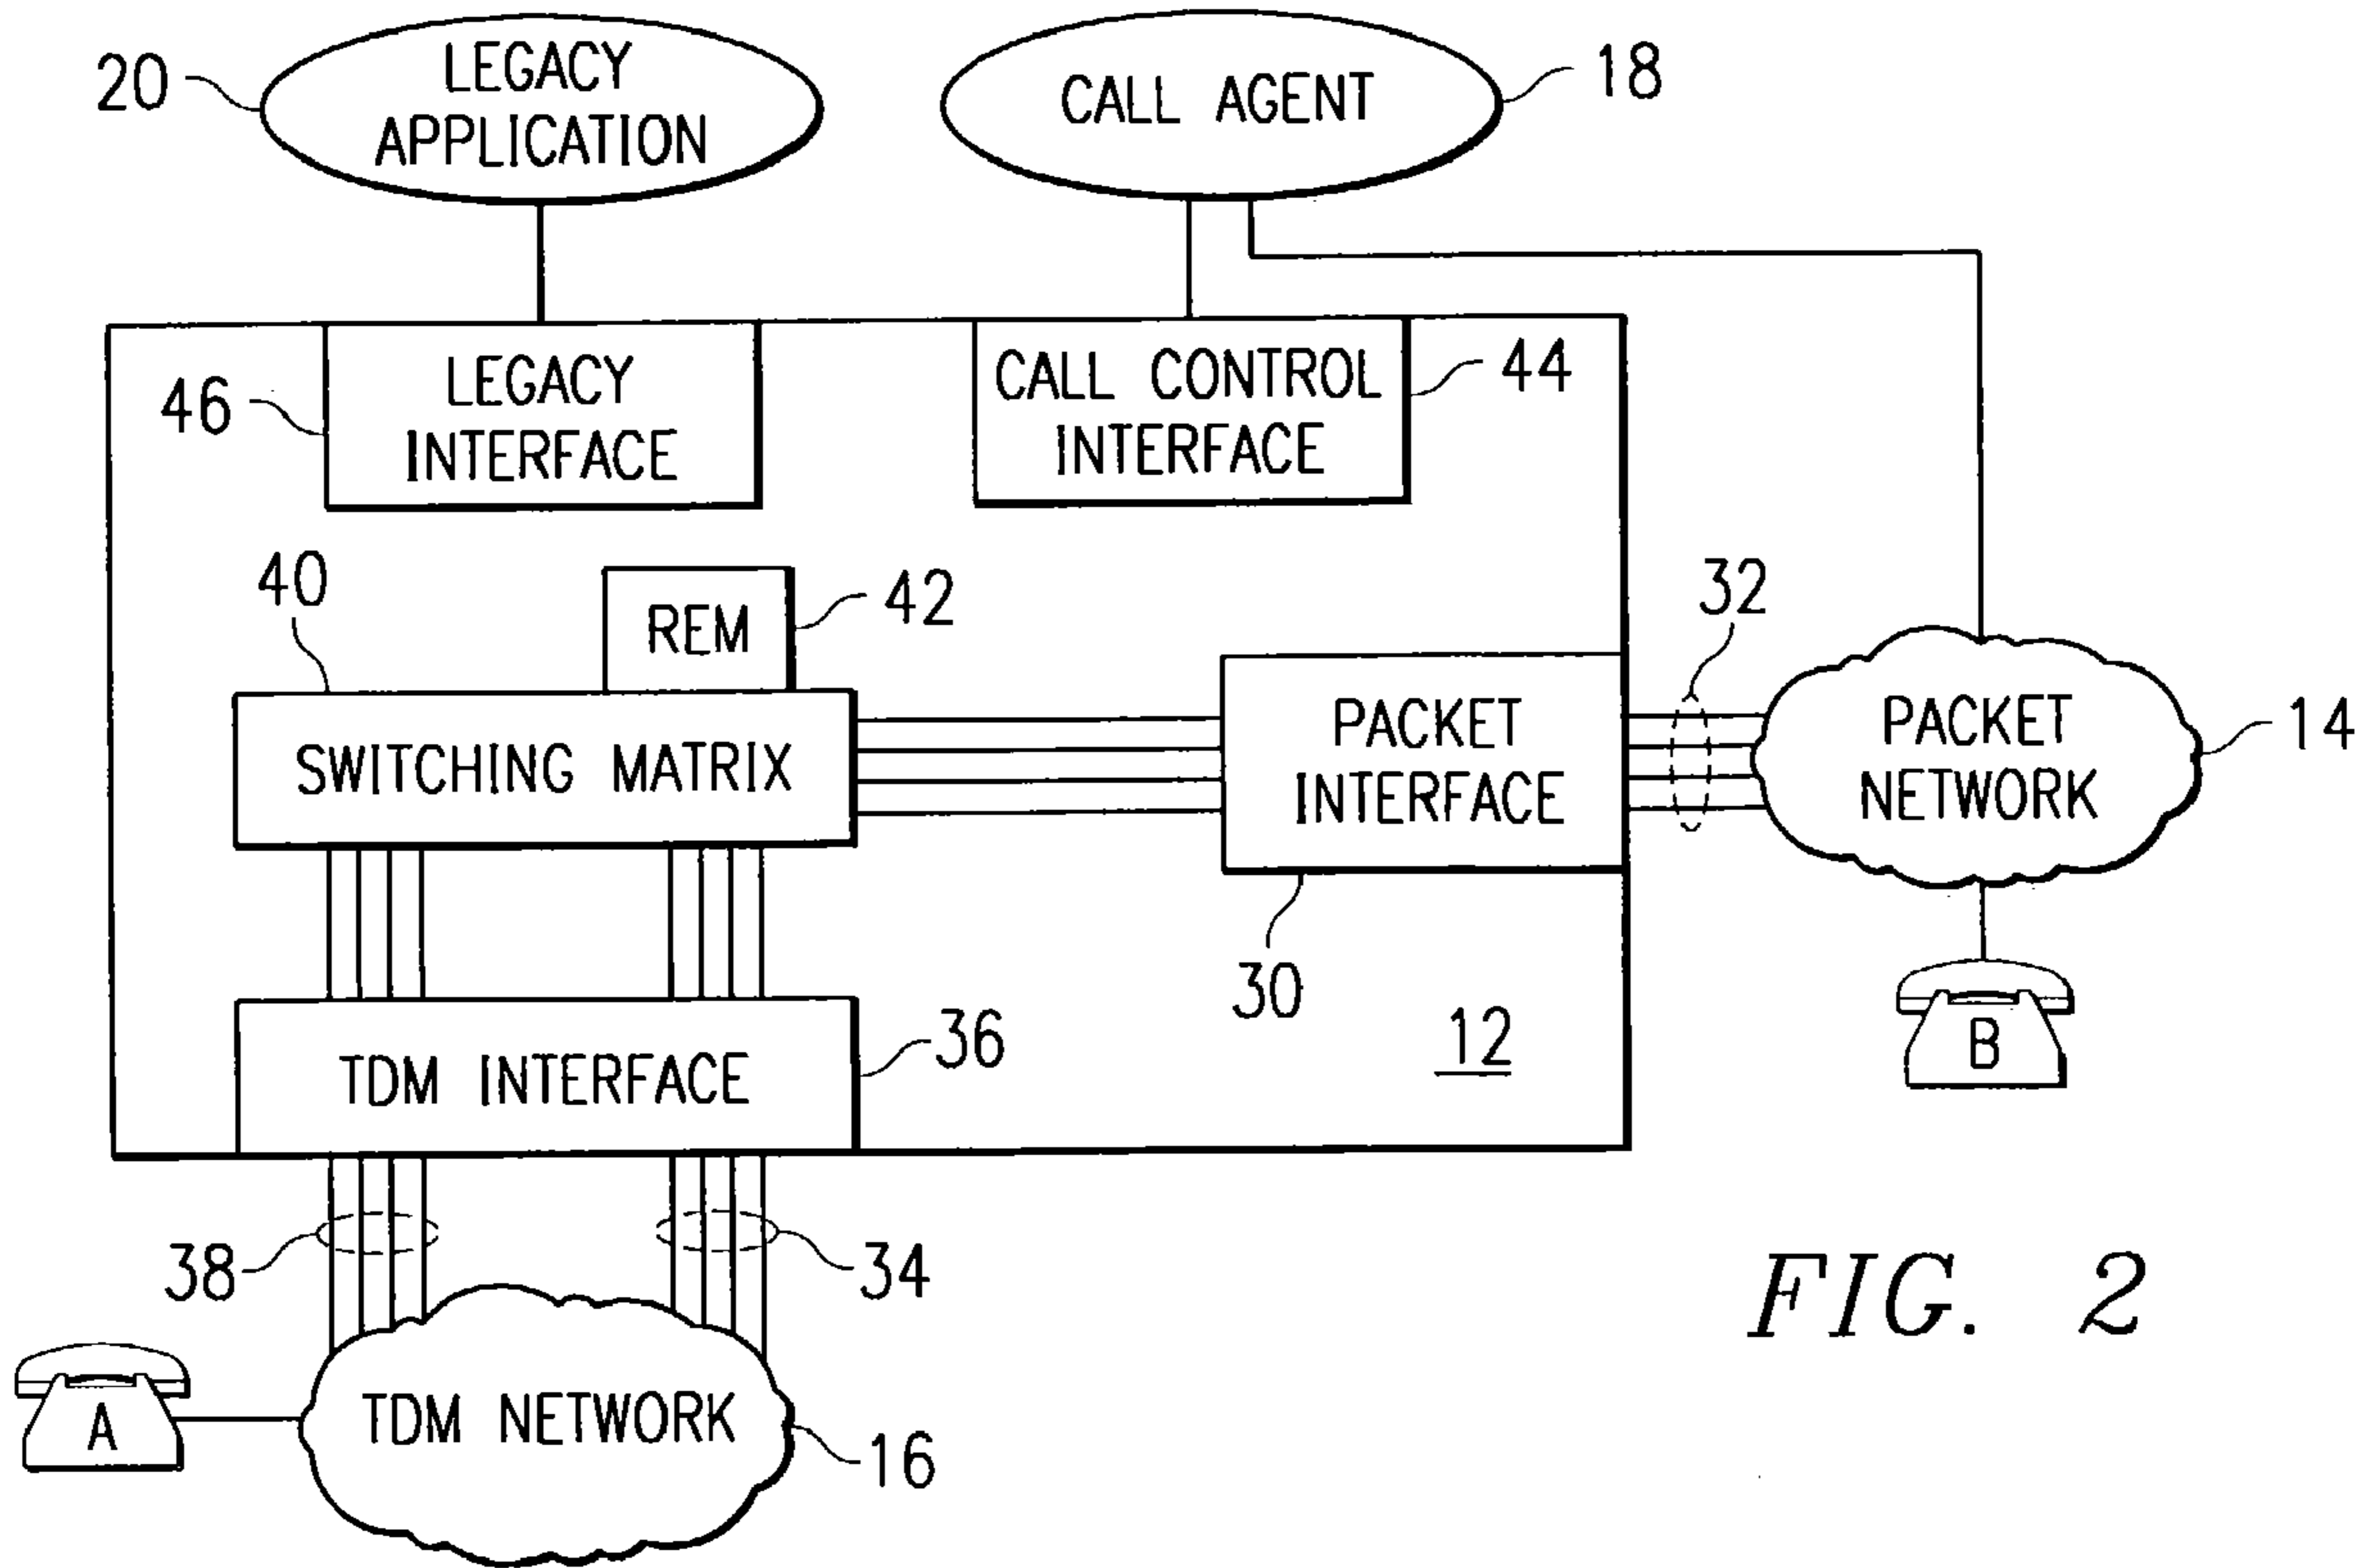 20
LEGACY
APPLICATION
CALL AGENT
18
46
LEGACY
INTERFACE
CALL CONTROL
INTERFACE
44
40
REM
42
32
SWITCHING MATRIX
PACKET
INTERFACE
PACKET
NETWORK
14
30
TDM INTERFACE
36
12
B
38
34
A
TDM NETWORK
16
FIG. 2